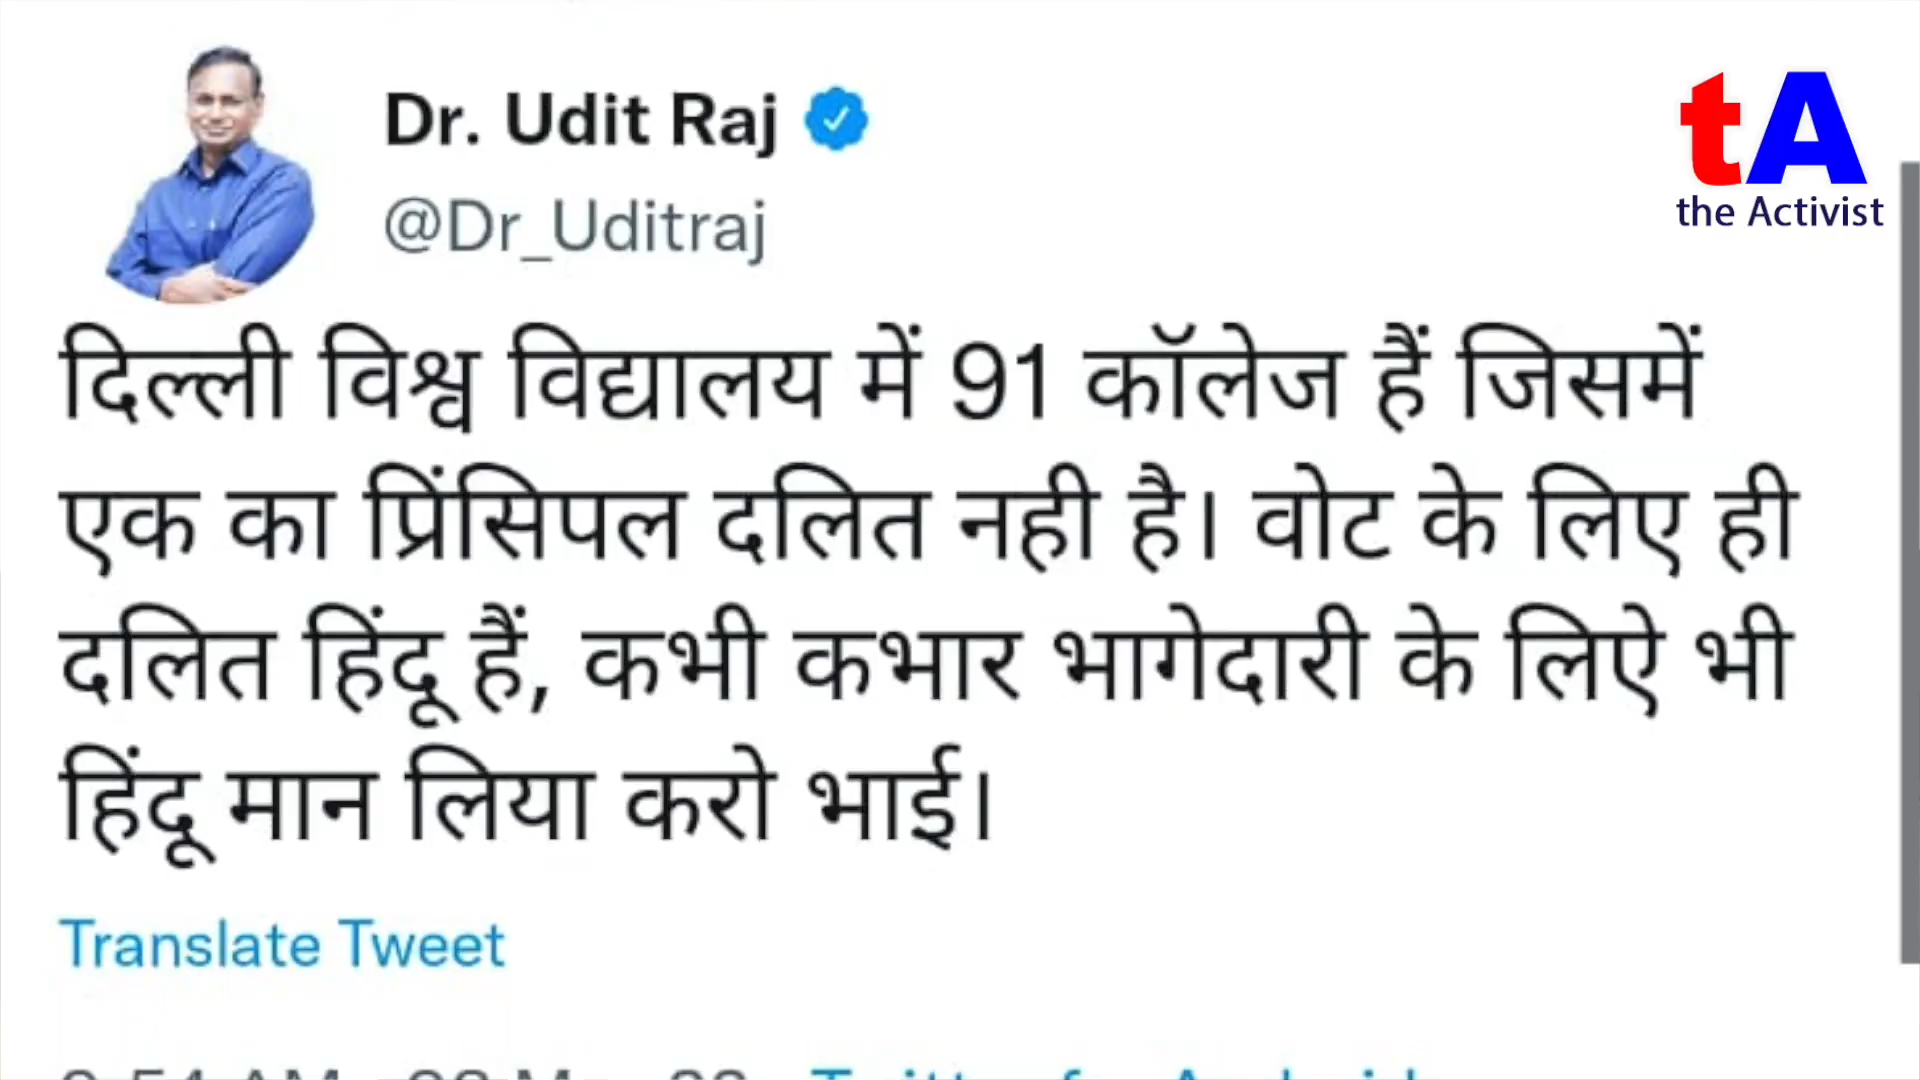 Dr. Udit Raj
@Dr_Uditraj
tA
the Activist
दिल्ली विश्व विद्यालय में 91 कॉलेज हैं जिसमें
एक का प्रिंसिपल दलित नही है। वोट के लिए ही
दलित हिंदू हैं, कभी कभार भागेदारी के लिऐ भी
हिंदू मान लिया करो भाई।
Translate Tweet